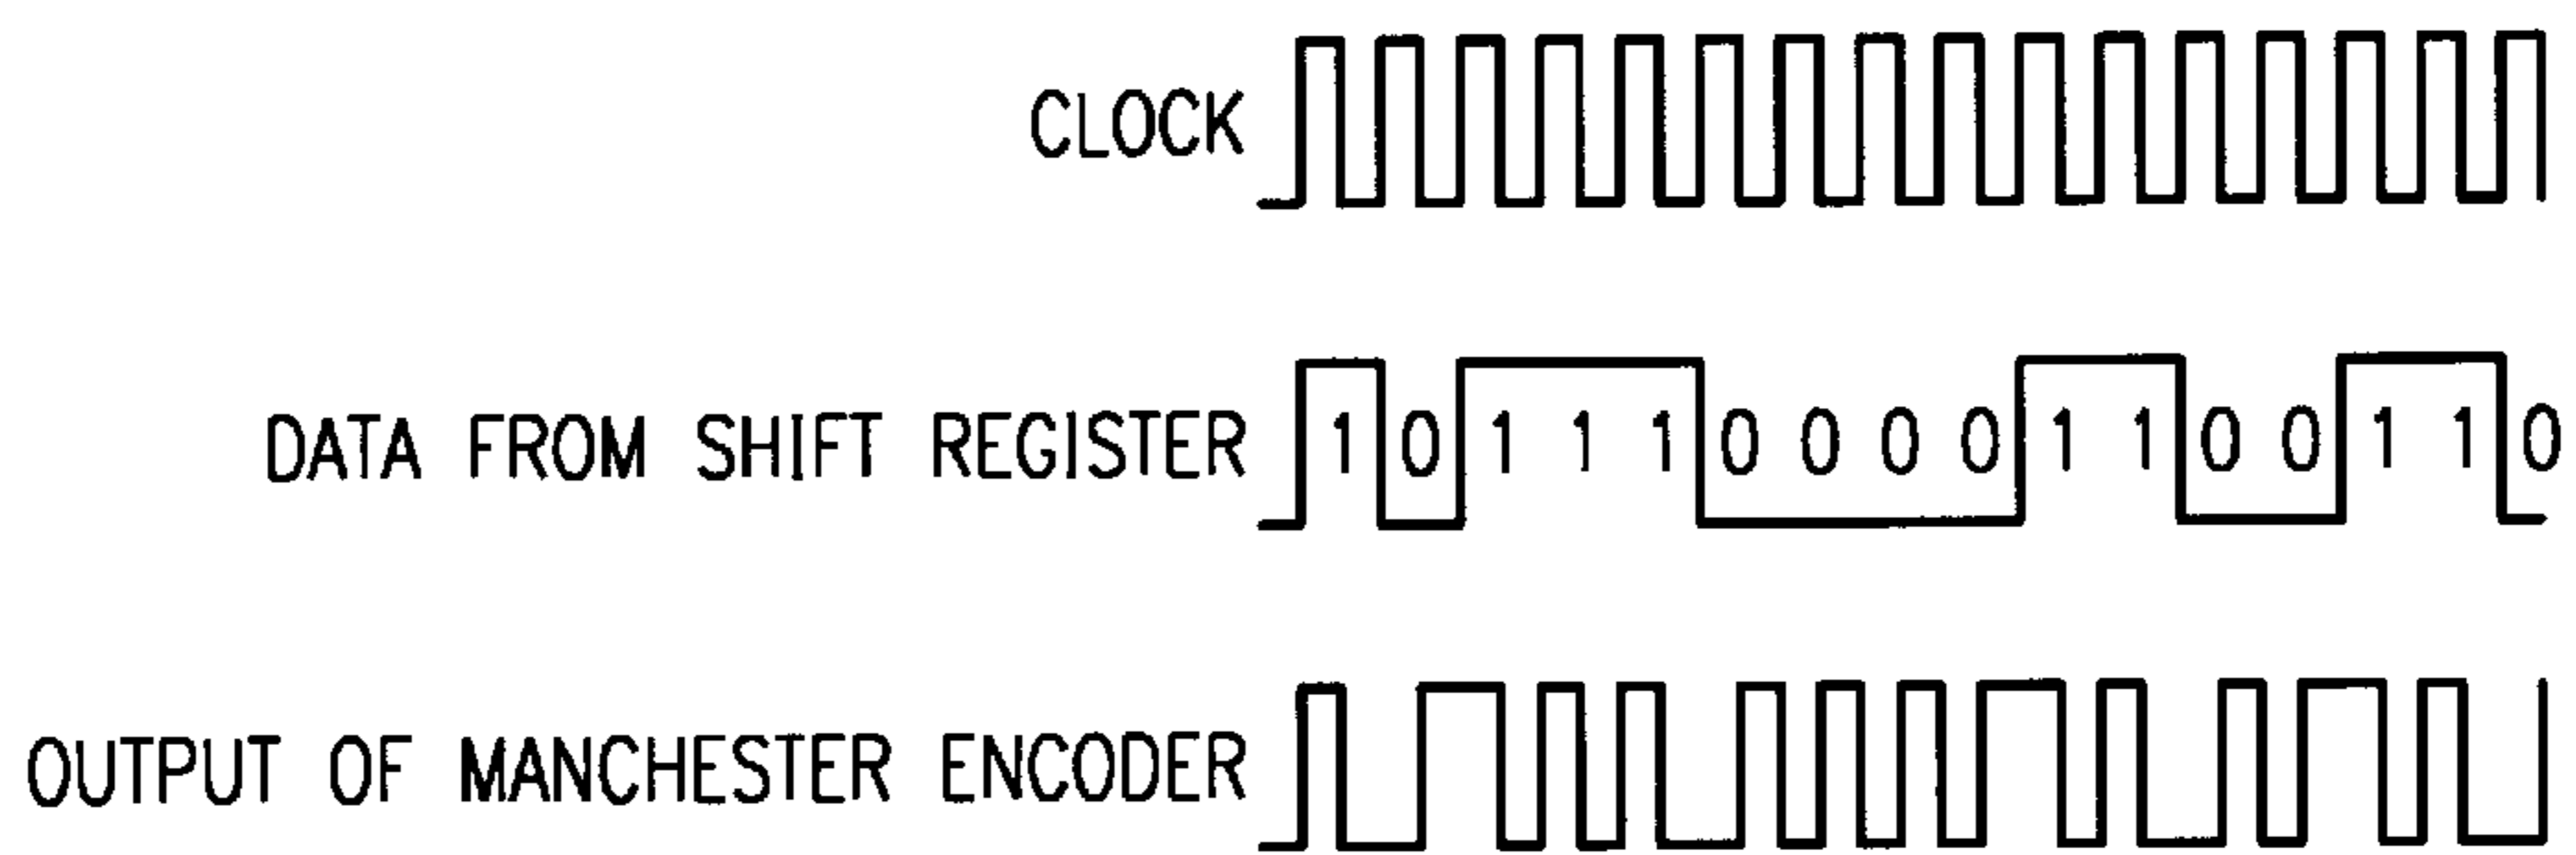 CLOCK
DATA FROM SHIFT REGISTER 1 0 1 1 1 0 0 0 0 1 1 0 0 1 1 0
OUTPUT OF MANCHESTER ENCODER